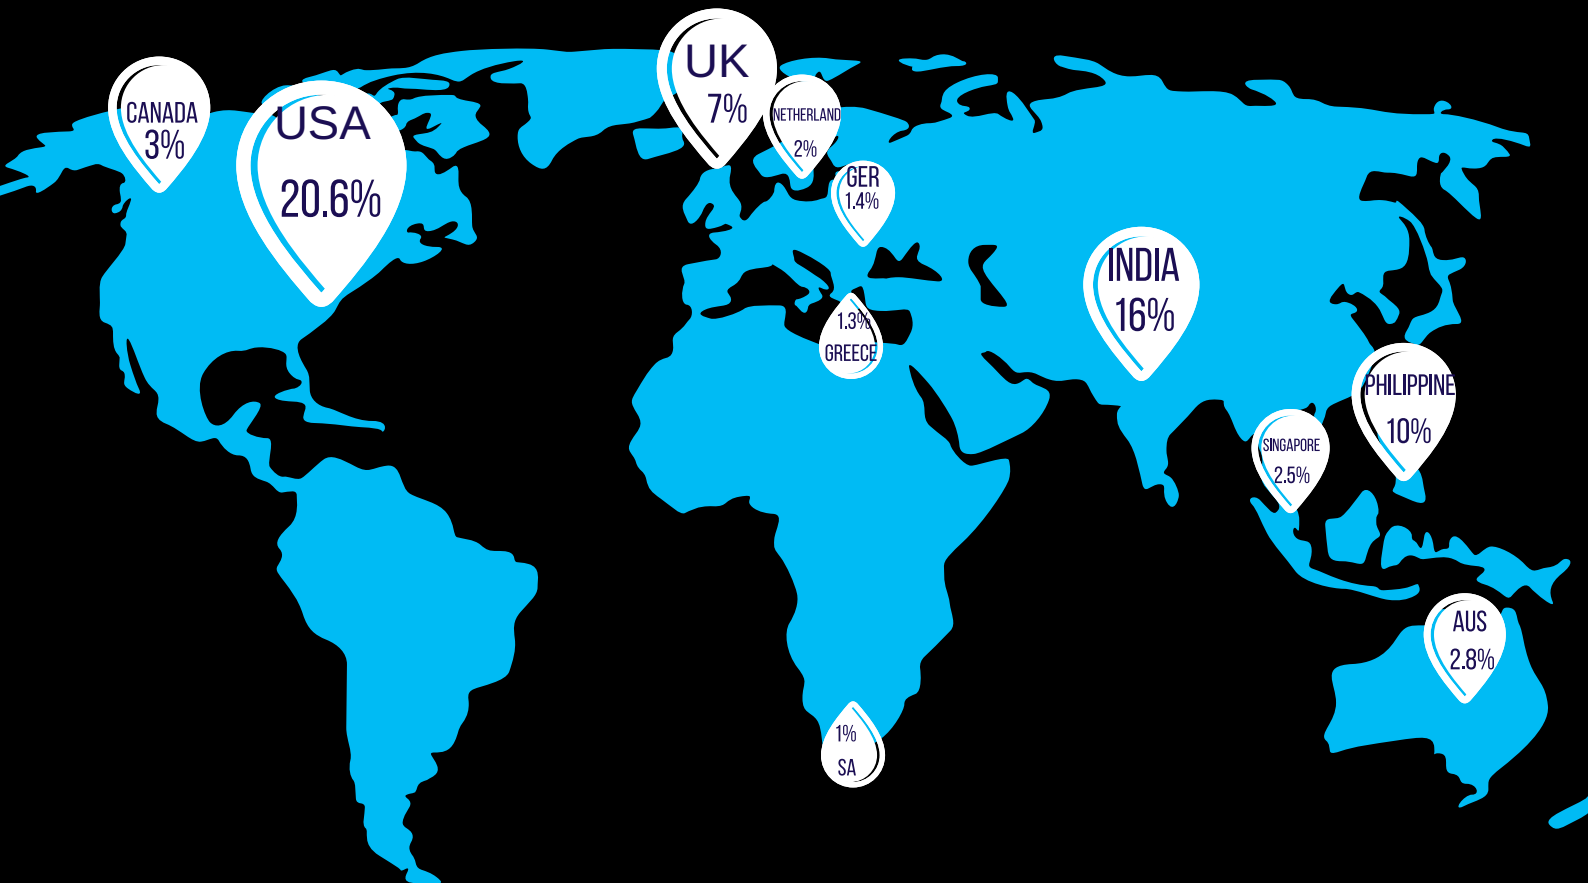 CANADA
3%
USA
20.6%
UK
7%
NETHERLAND
2%
GER
1.4%
1.3%
GREECE
INDIA
16%
PHILIPPINE
10%
SINGAPORE
2.5%
AUS
2.8%
1%
SA